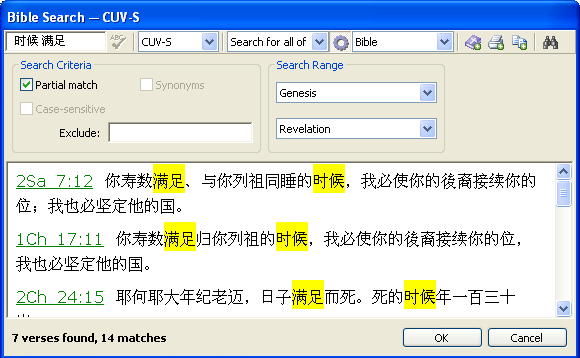 Bible Search — CUV-S
时候 满足 ABC CUV-S Search for all of Bible
Search Criteria Search Range
Partial match Synonyms Genesis
Case-sensitive
Exclude: Revelation
2Sa 7:12 你寿数满足、与你列祖同睡的时候，我必使你的後裔接续你的
位；我也必坚定他的国。
1Ch 17:11 你寿数满足归你列祖的时候，我必使你的後裔接续你的位，
我也必坚定他的国。
2Ch 24:15 耶何耶大年纪老迈，日子满足而死。死的时候年一百三十
7 verses found, 14 matches OK Cancel